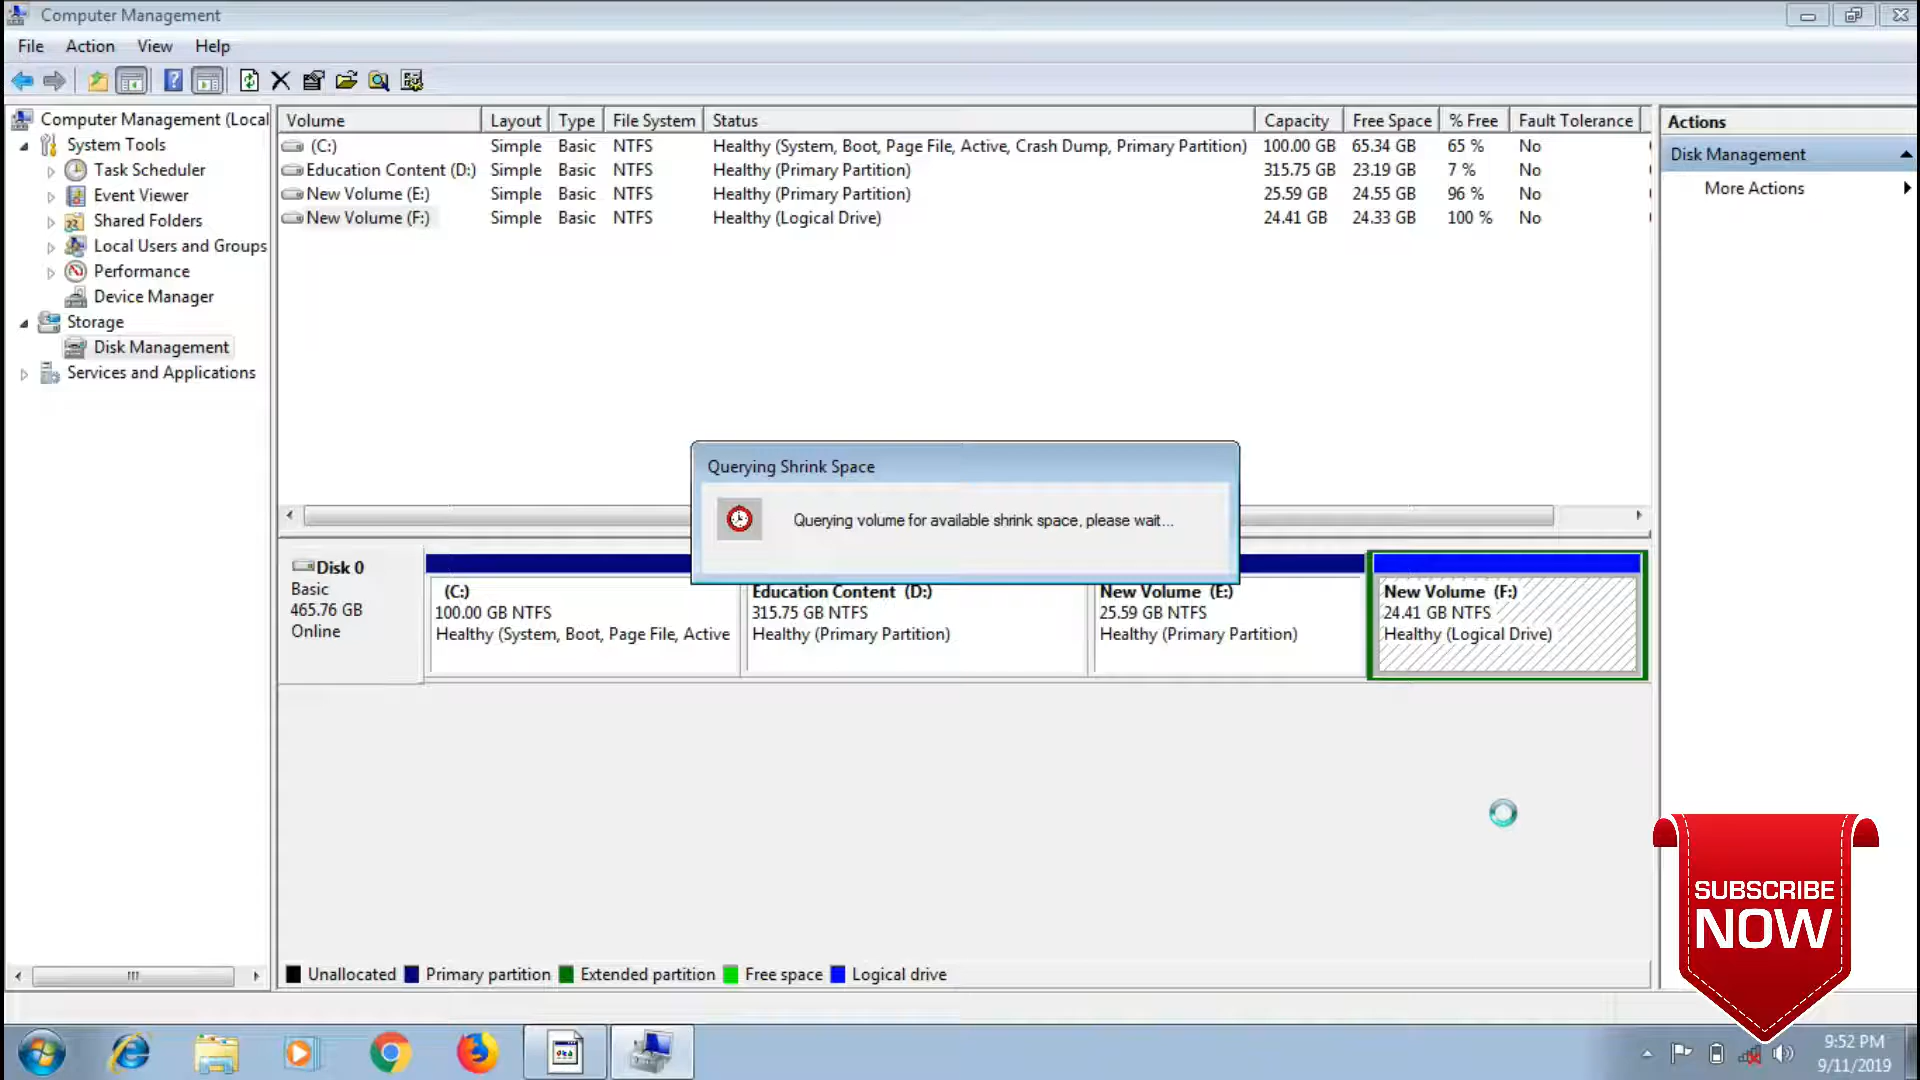 Computer Management
File Action View Help
Computer Management (Local
System Tools
Task Scheduler
Event Viewer
Shared Folders
Local Users and Groups
Performance
Device Manager
Storage
Disk Management
Services and Applications
Volume Layout Type File System Status Capacity Free Space % Free Fault Tolerance
(C:) Simple Basic NTFS Healthy (System, Boot, Page File, Active, Crash Dump, Primary Partition) 100.00 GB 65.34 GB 65 % No
Education Content (D:) Simple Basic NTFS Healthy (Primary Partition) 315.75 GB 23.19 GB 7 % No
New Volume (E:) Simple Basic NTFS Healthy (Primary Partition) 25.59 GB 24.55 GB 96 % No
New Volume (F:) Simple Basic NTFS Healthy (Logical Drive) 24.41 GB 24.33 GB 100 % No
Actions
Disk Management
More Actions
Querying Shrink Space
Querying volume for available shrink space, please wait...
Disk 0
Basic
465.76 GB
Online
(C:)
100.00 GB NTFS
Healthy (System, Boot, Page File, Active
Education Content (D:)
315.75 GB NTFS
Healthy (Primary Partition)
New Volume (E:)
25.59 GB NTFS
Healthy (Primary Partition)
New Volume (F:)
24.41 GB NTFS
Healthy (Logical Drive)
Unallocated Primary partition Extended partition Free space Logical drive
SUBSCRIBE
NOW
9:52 PM
9/11/2019